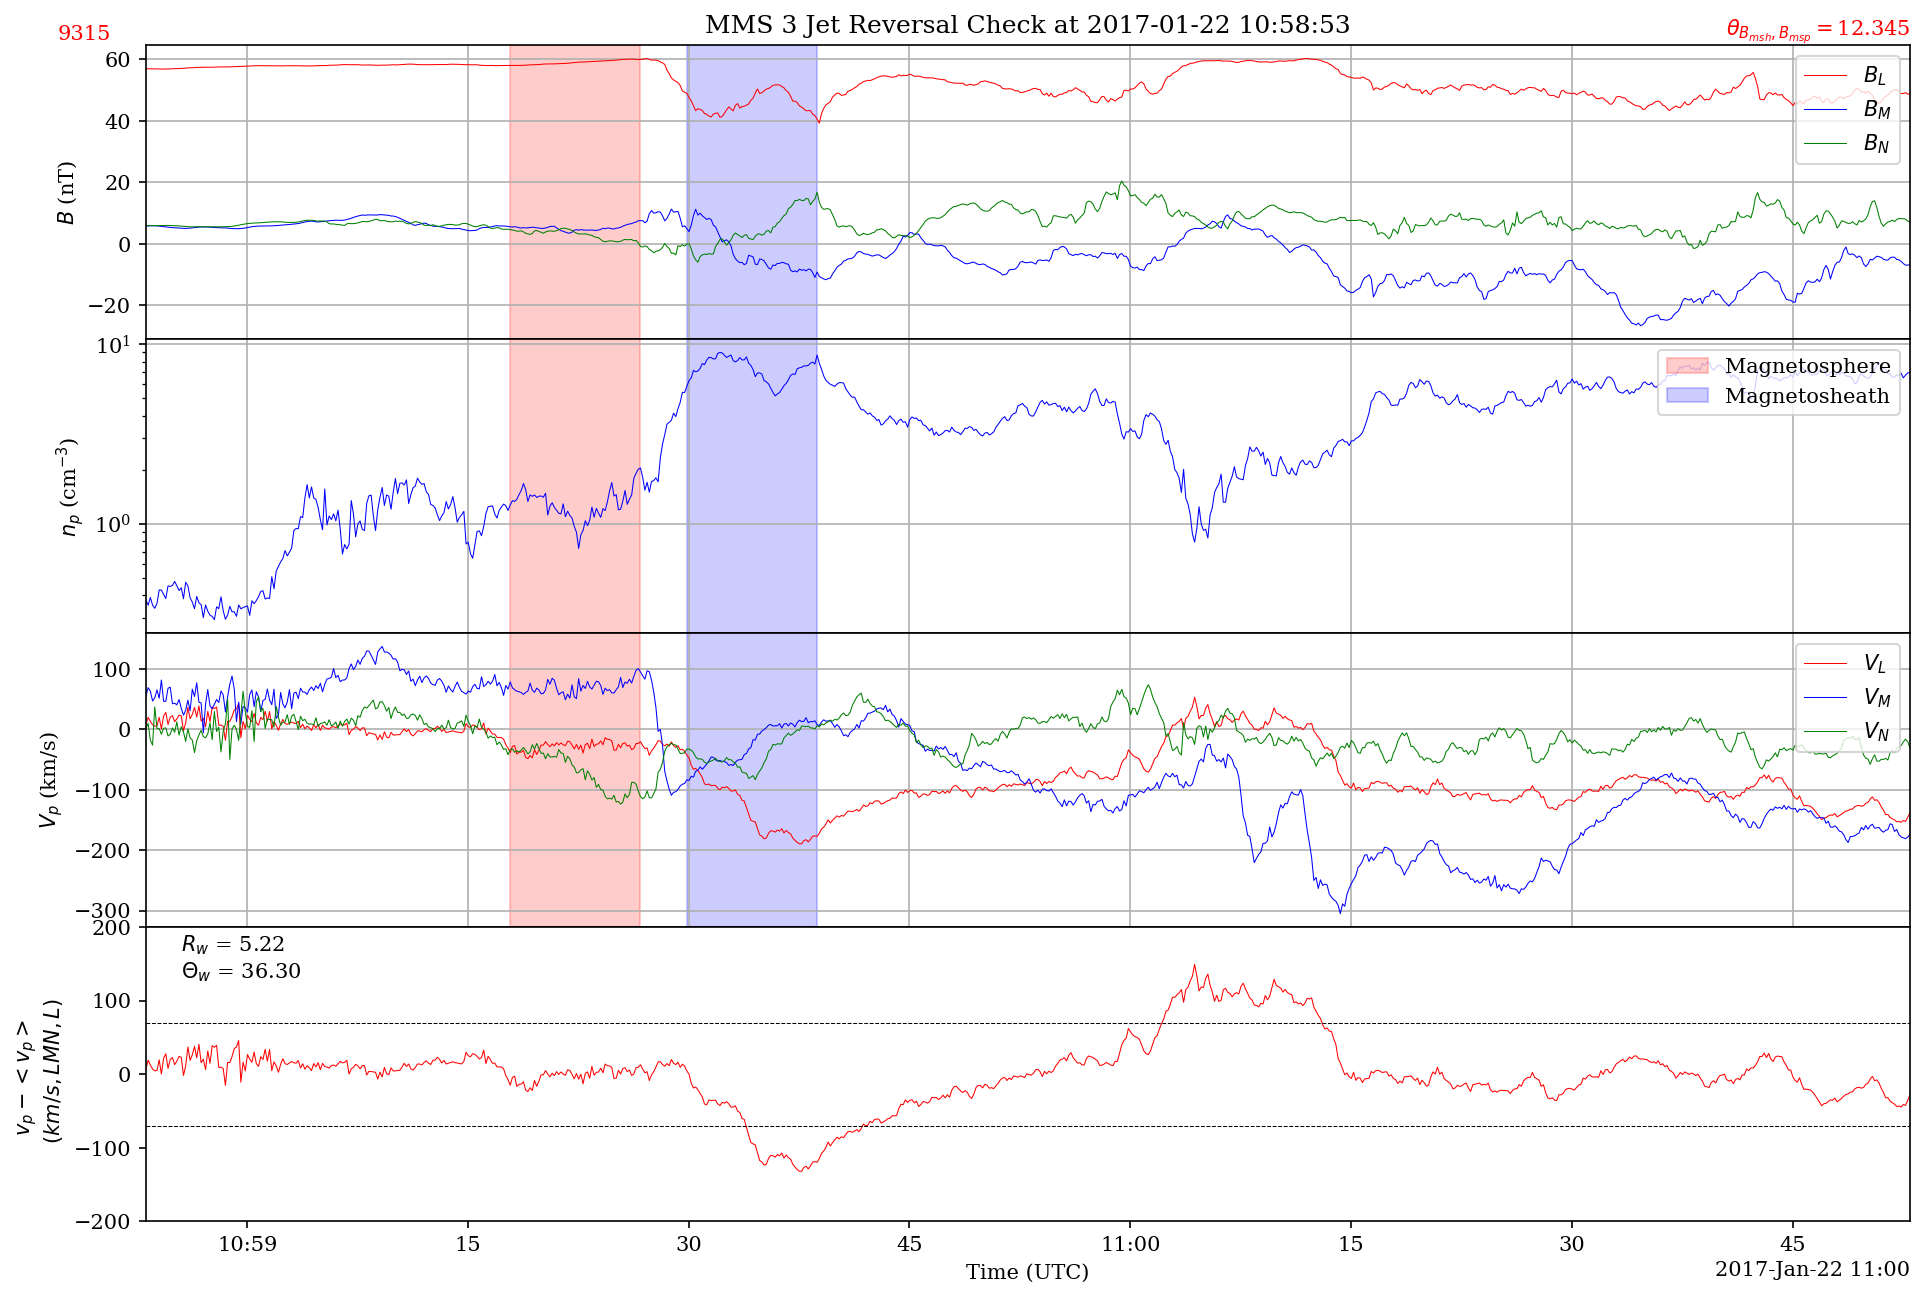 MMS 3 Jet Reversal Check at 2017-01-22 10:58:53
9315
θ_{B_{msh}, B_{msp}} = 12.345
60
40
20
0
−20
B (nT)
B_L
B_M
B_N
10^1
10^0
n_p (cm^{−3})
Magnetosphere
Magnetosheath
100
0
−100
−200
−300
V_p (km/s)
V_L
V_M
V_N
200
100
0
−100
−200
v_p − < v_p >
(km/s, LMN, L)
R_w = 5.22
Θ_w = 36.30
10:59 15 30 45 11:00 15 30 45
Time (UTC)
2017-Jan-22 11:00